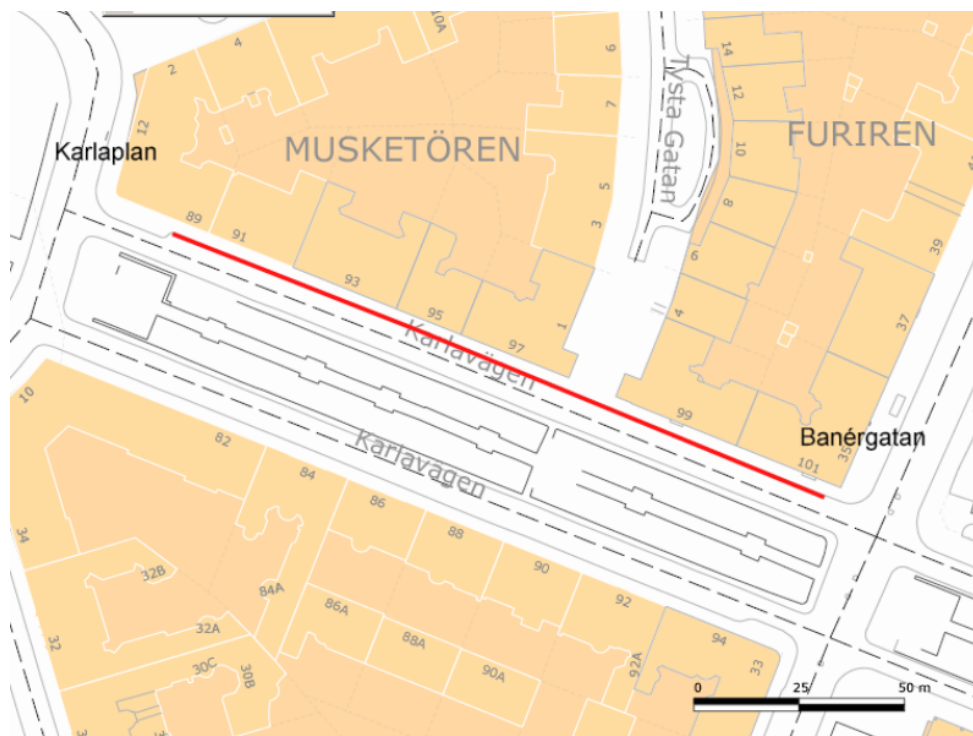 10A
4
2
12
Karlaplan
MUSKETÖREN
9
7
5
3
1
Tysta Gatan
14
12
10
8
6
4
FURIREN
39
37
35
89
91
93
95
97
99
101
Karlavägen
Banérgatan
Karlavägen
10
82
84
86
88
90
92
94
34
32B
84A
86A
88A
90A
92A
33
32
32A
30C
30B
0 25 50 m